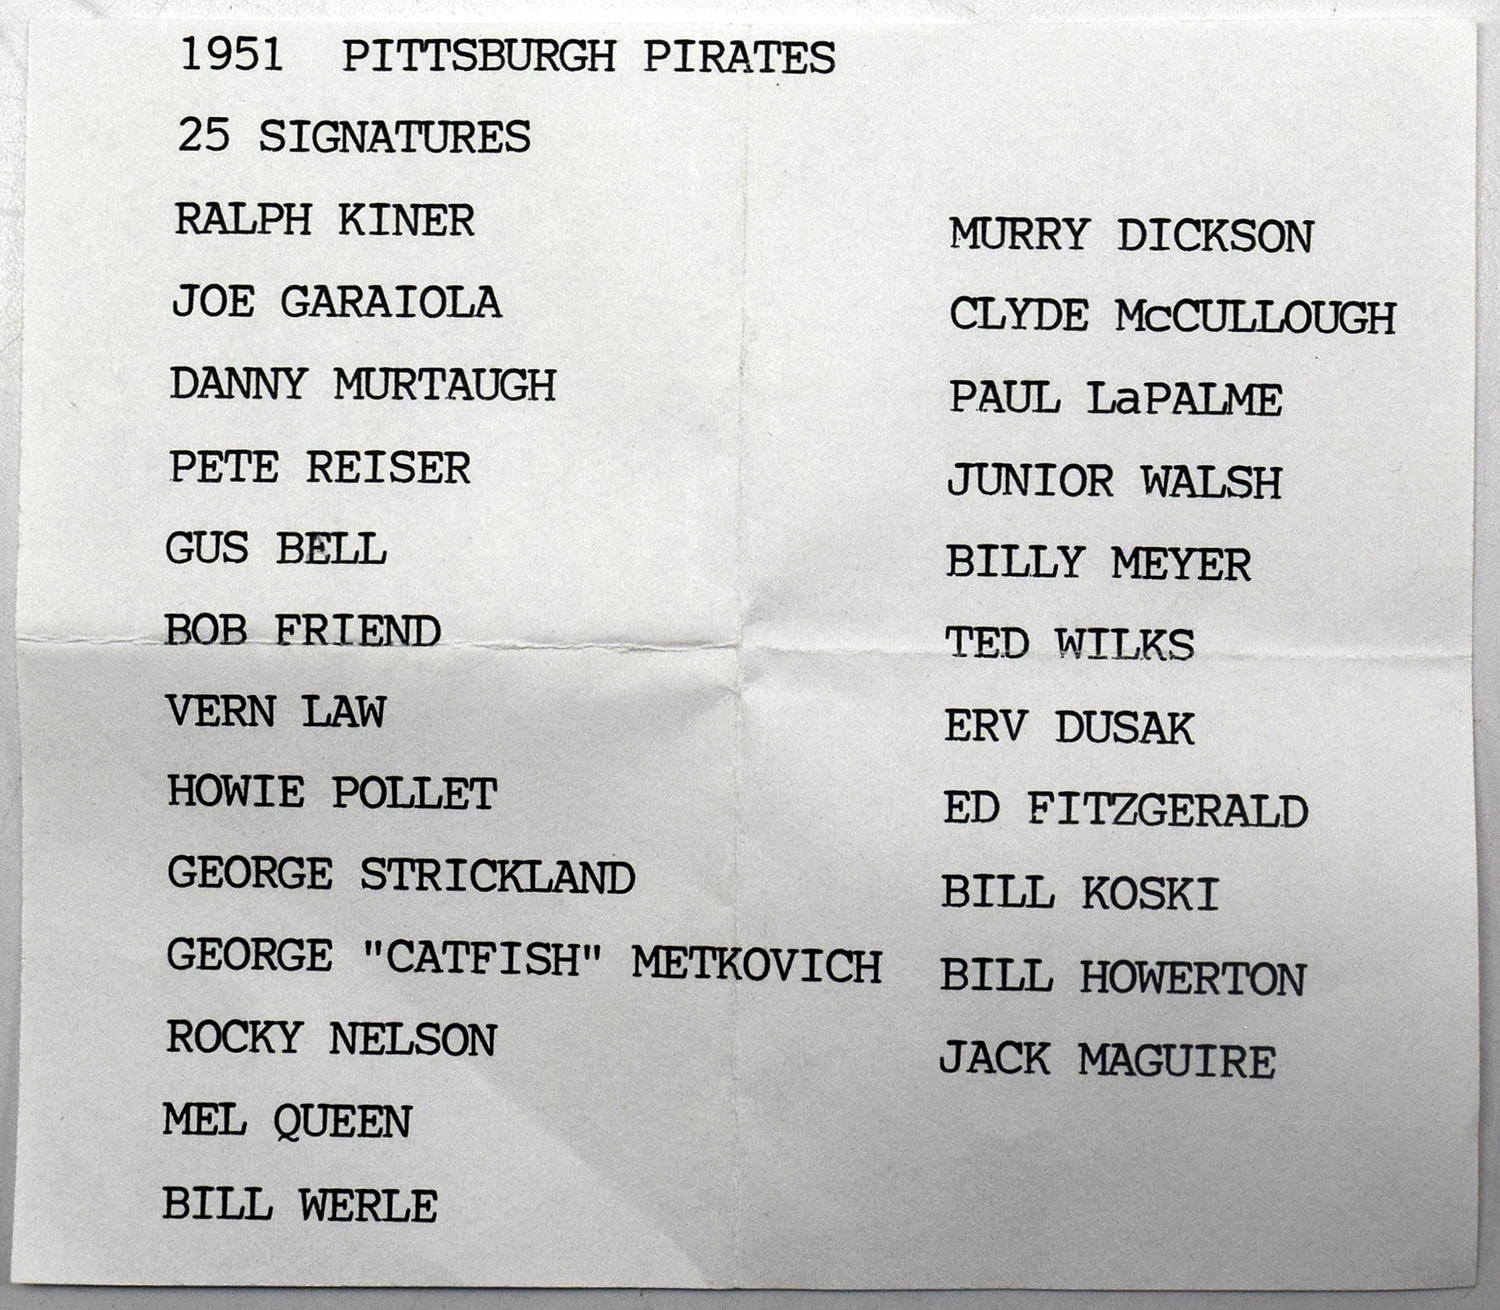 1951 PITTSBURGH PIRATES
25 SIGNATURES
RALPH KINER
JOE GARAIOLA
DANNY MURTAUGH
PETE REISER
GUS BELL
BOB FRIEND
VERN LAW
HOWIE POLLET
GEORGE STRICKLAND
GEORGE "CATFISH" METKOVICH
ROCKY NELSON
MEL QUEEN
BILL WERLE
MURRY DICKSON
CLYDE McCULLOUGH
PAUL LaPALME
JUNIOR WALSH
BILLY MEYER
TED WILKS
ERV DUSAK
ED FITZGERALD
BILL KOSKI
BILL HOWERTON
JACK MAGUIRE